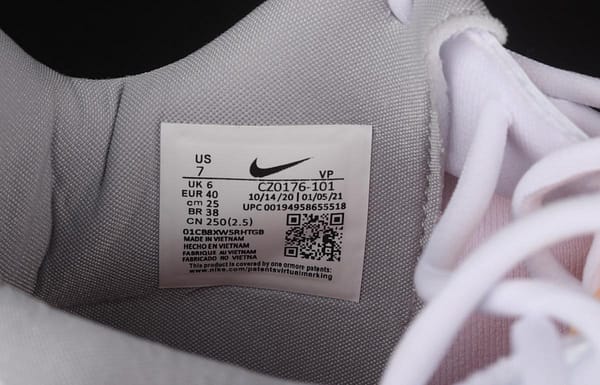 US
7
VP
UK 6
CZ0176-101
EUR 40
10/14/20 | 01/05/21
cm 25
UPC 00194958655518
BR 38
CN 250(2.5)
01CB8XW5RHTGB
MADE IN VIETNAM
HECHO EN VIETNAM
FABRIQUE AU VIETNAM
FABRICADO NO VIETNÃ
This product is covered by one ormore patents:
www.nike.com/patentsvirtualmarking